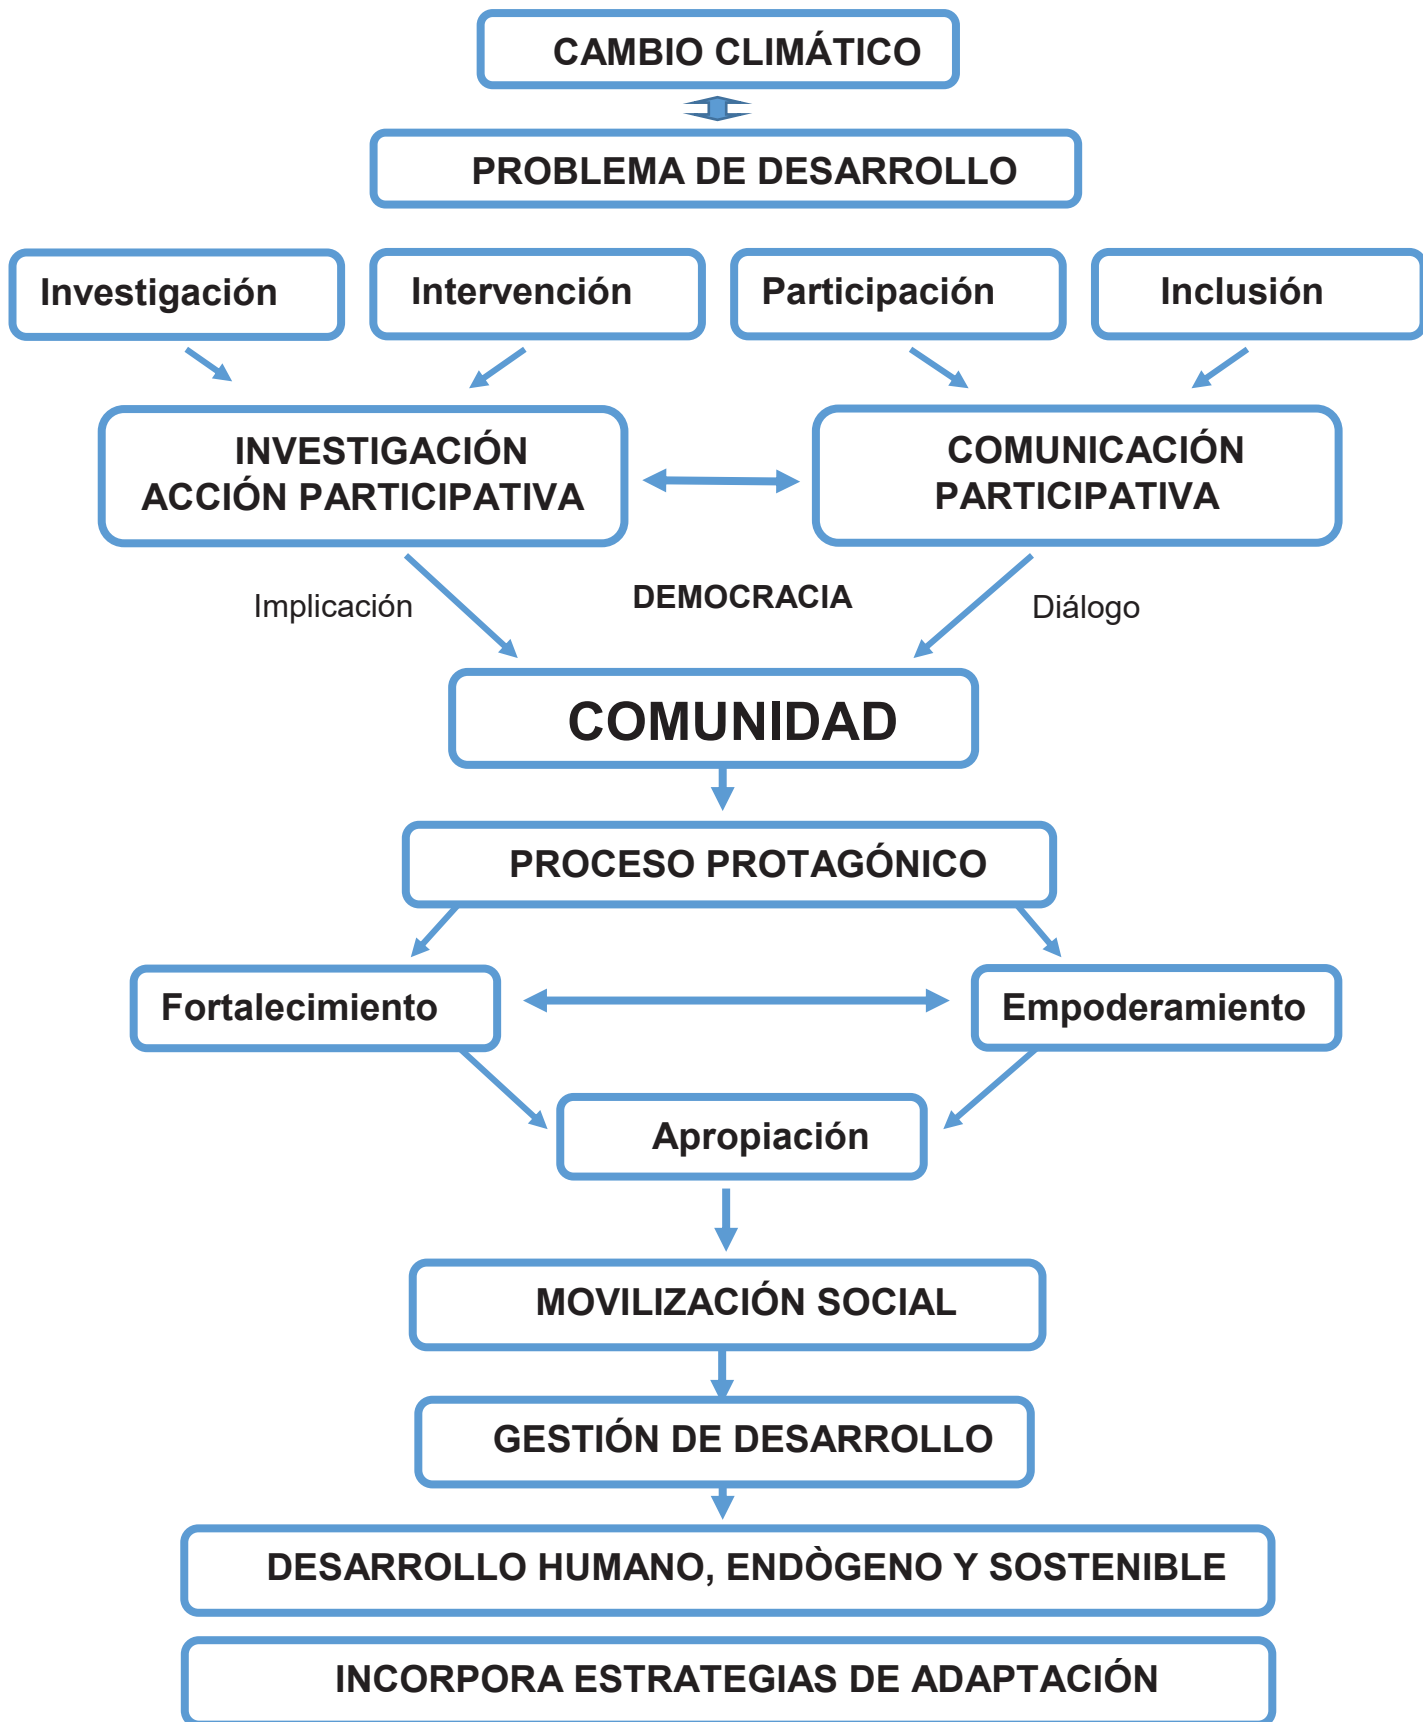 CAMBIO CLIMÁTICO
PROBLEMA DE DESARROLLO
Investigación
Intervención
Participación
Inclusión
INVESTIGACIÓN
ACCIÓN PARTICIPATIVA
COMUNICACIÓN
PARTICIPATIVA
Implicación
DEMOCRACIA
Diálogo
COMUNIDAD
PROCESO PROTAGÓNICO
Fortalecimiento
Empoderamiento
Apropiación
MOVILIZACIÓN SOCIAL
GESTIÓN DE DESARROLLO
DESARROLLO HUMANO, ENDÒGENO Y SOSTENIBLE
INCORPORA ESTRATEGIAS DE ADAPTACIÓN